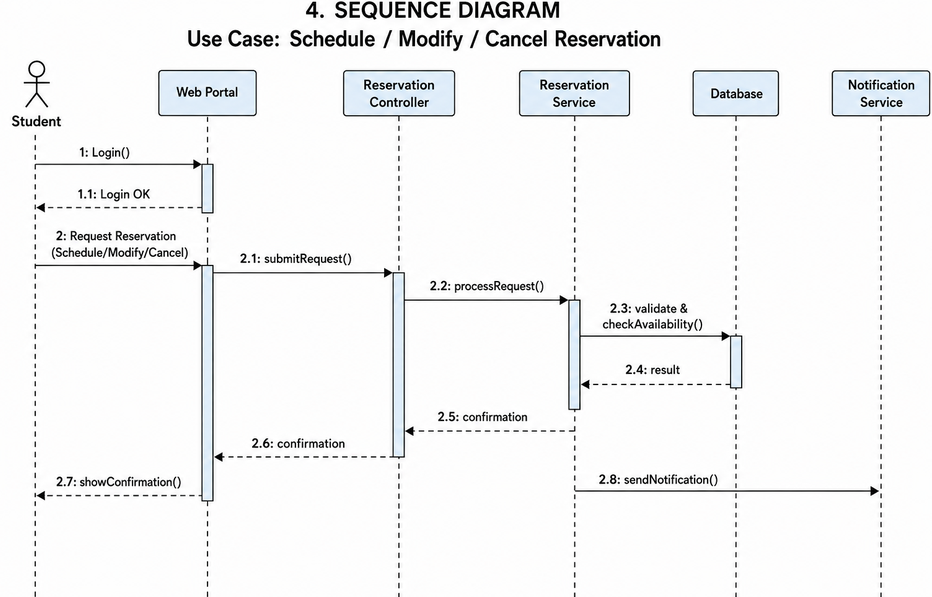 4. SEQUENCE DIAGRAM
Use Case: Schedule / Modify / Cancel Reservation
Student
Web Portal
Reservation
Controller
Reservation
Service
Database
Notification
Service
1: Login()
1.1: Login OK
2: Request Reservation
(Schedule/Modify/Cancel)
2.1: submitRequest()
2.2: processRequest()
2.3: validate &
checkAvailability()
2.4: result
2.5: confirmation
2.6: confirmation
2.7: showConfirmation()
2.8: sendNotification()